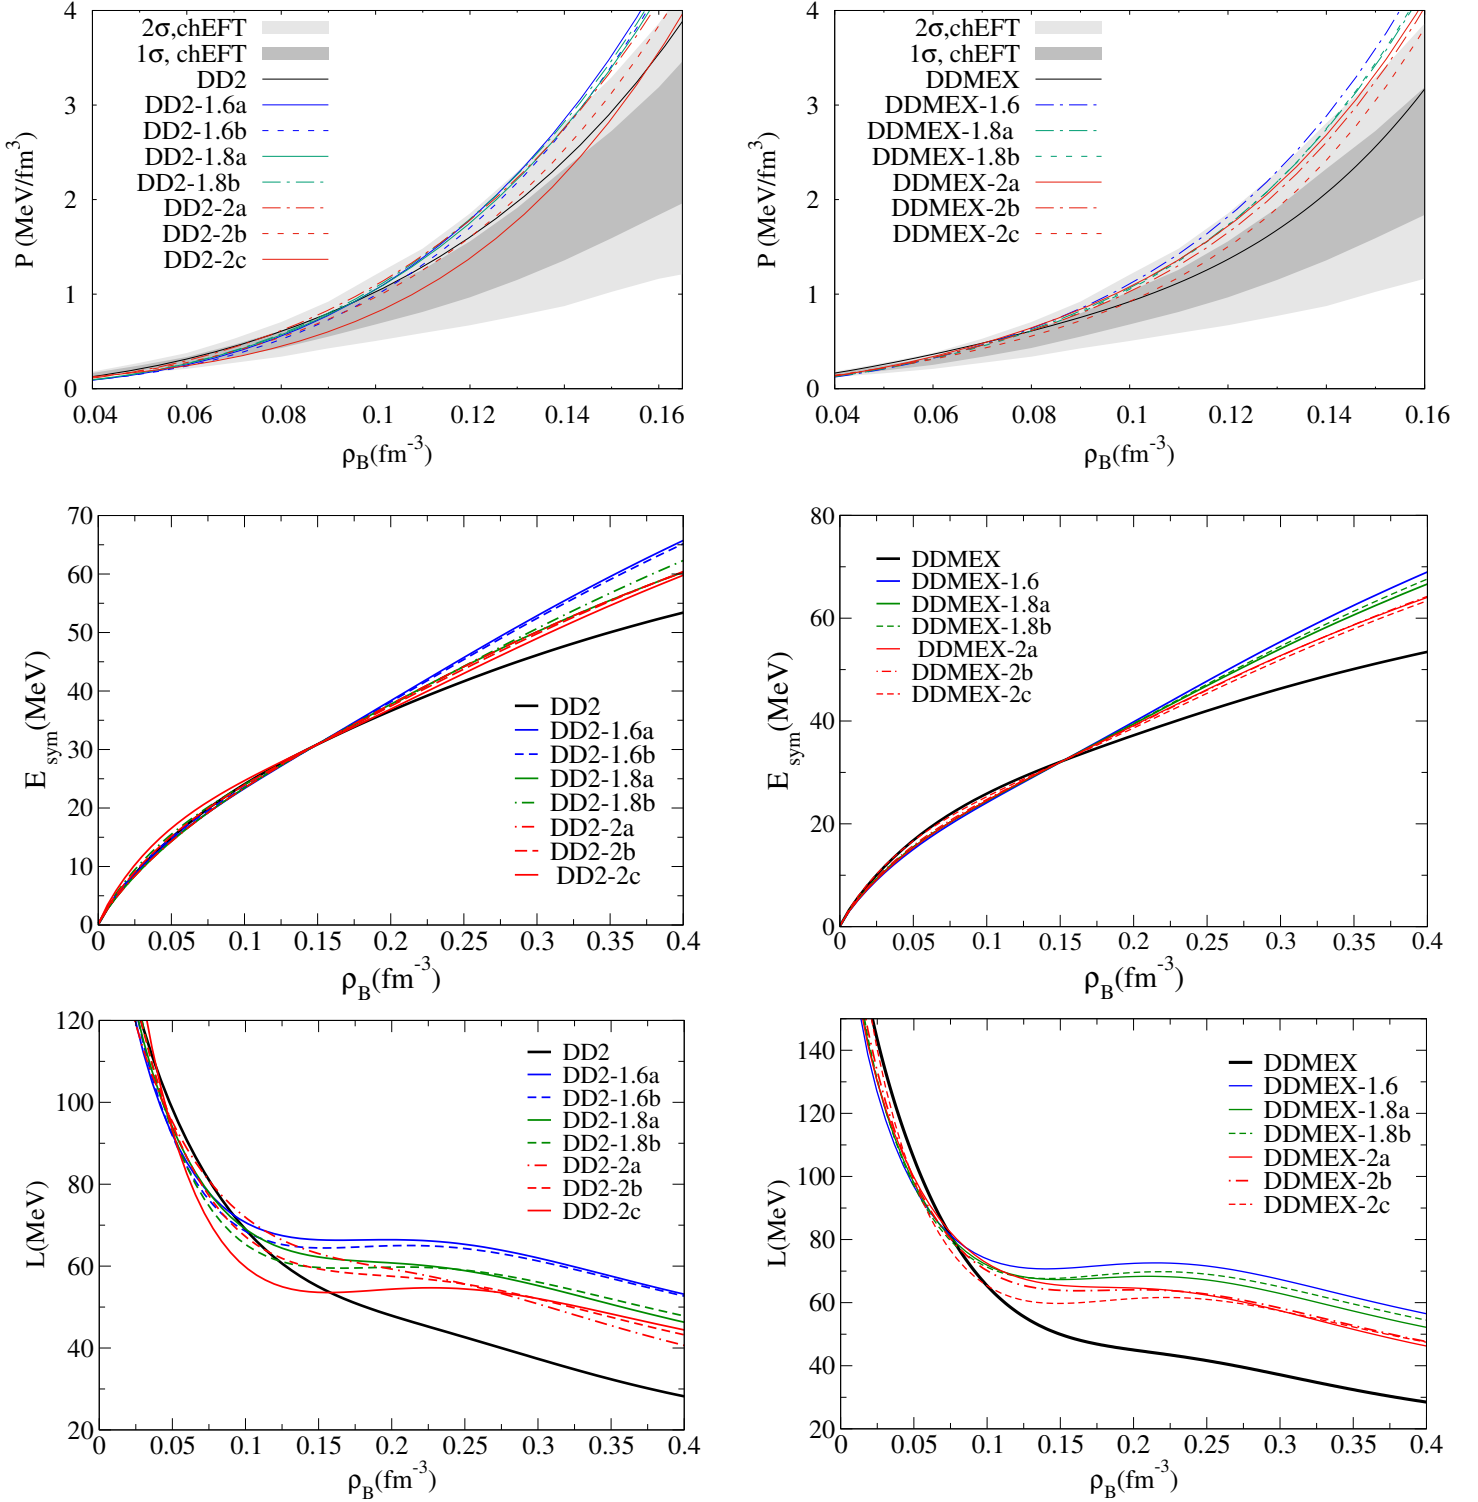 2σ,chEFT
1σ, chEFT
DD2
DD2-1.6a
DD2-1.6b
DD2-1.8a
DD2-1.8b
DD2-2a
DD2-2b
DD2-2c
P (MeV/fm³)
4
3
2
1
0
0.04 0.06 0.08 0.1 0.12 0.14 0.16
ρ_B(fm⁻³)
2σ,chEFT
1σ, chEFT
DDMEX
DDMEX-1.6
DDMEX-1.8a
DDMEX-1.8b
DDMEX-2a
DDMEX-2b
DDMEX-2c
P (MeV/fm³)
4
3
2
1
0
0.04 0.06 0.08 0.1 0.12 0.14 0.16
ρ_B(fm⁻³)
E_sym(MeV)
70
60
50
40
30
20
10
0
DD2
DD2-1.6a
DD2-1.6b
DD2-1.8a
DD2-1.8b
DD2-2a
DD2-2b
DD2-2c
0 0.05 0.1 0.15 0.2 0.25 0.3 0.35 0.4
ρ_B(fm⁻³)
E_sym(MeV)
80
60
40
20
0
DDMEX
DDMEX-1.6
DDMEX-1.8a
DDMEX-1.8b
DDMEX-2a
DDMEX-2b
DDMEX-2c
0 0.05 0.1 0.15 0.2 0.25 0.3 0.35 0.4
ρ_B(fm⁻³)
L(MeV)
120
100
80
60
40
20
DD2
DD2-1.6a
DD2-1.6b
DD2-1.8a
DD2-1.8b
DD2-2a
DD2-2b
DD2-2c
0 0.05 0.1 0.15 0.2 0.25 0.3 0.35 0.4
ρ_B(fm⁻³)
L(MeV)
140
120
100
80
60
40
20
DDMEX
DDMEX-1.6
DDMEX-1.8a
DDMEX-1.8b
DDMEX-2a
DDMEX-2b
DDMEX-2c
0 0.05 0.1 0.15 0.2 0.25 0.3 0.35 0.4
ρ_B(fm⁻³)